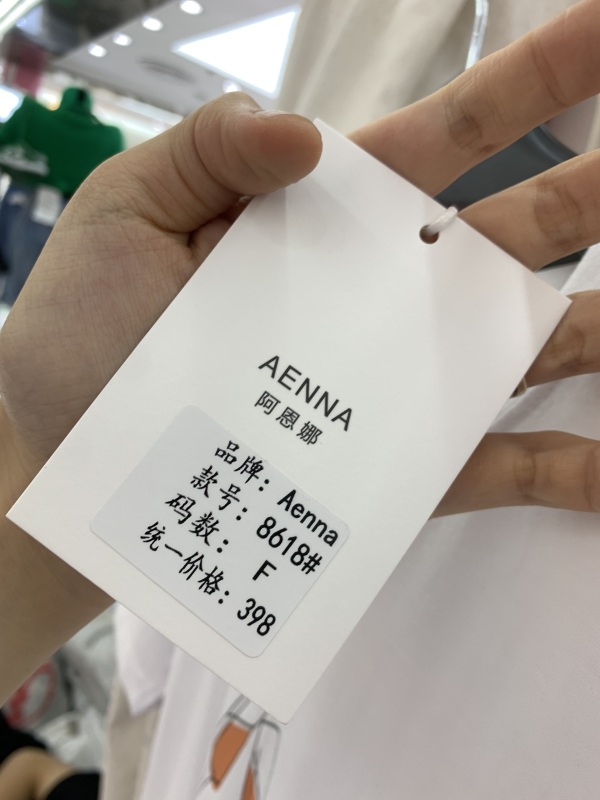 AENNA
阿恩娜
品牌: Aenna
款号: 8618#
码数: F
统一价格: 398